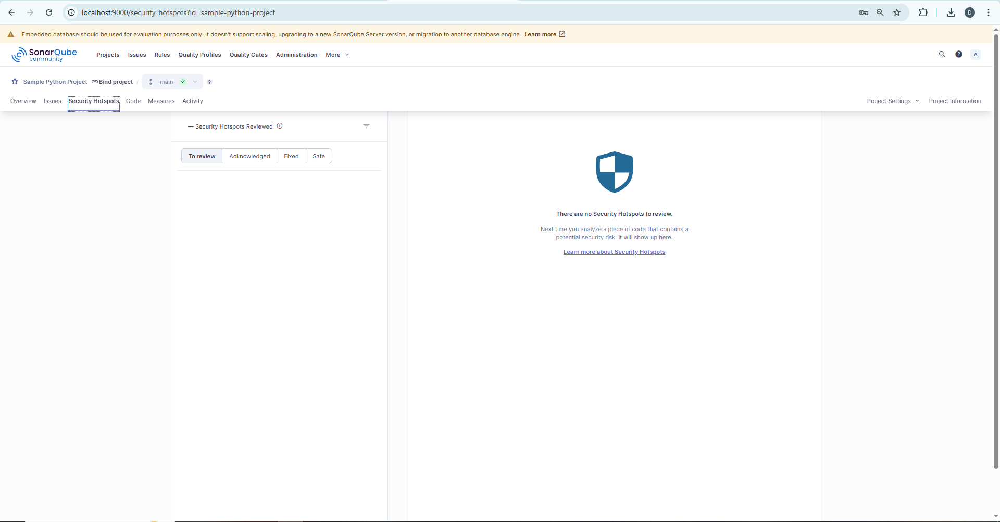 localhost:9000/security_hotspots?id=sample-python-project
D
Embedded database should be used for evaluation purposes only. It doesn't support scaling, upgrading to a new SonarQube Server version, or migration to another database engine. Learn more
SonarQube
community
Projects Issues Rules Quality Profiles Quality Gates Administration More
? A
Sample Python Project Bind project / main ?
Overview Issues Security Hotspots Code Measures Activity Project Settings Project Information
— Security Hotspots Reviewed
To review Acknowledged Fixed Safe
There are no Security Hotspots to review.
Next time you analyze a piece of code that contains a
potential security risk, it will show up here.
Learn more about Security Hotspots